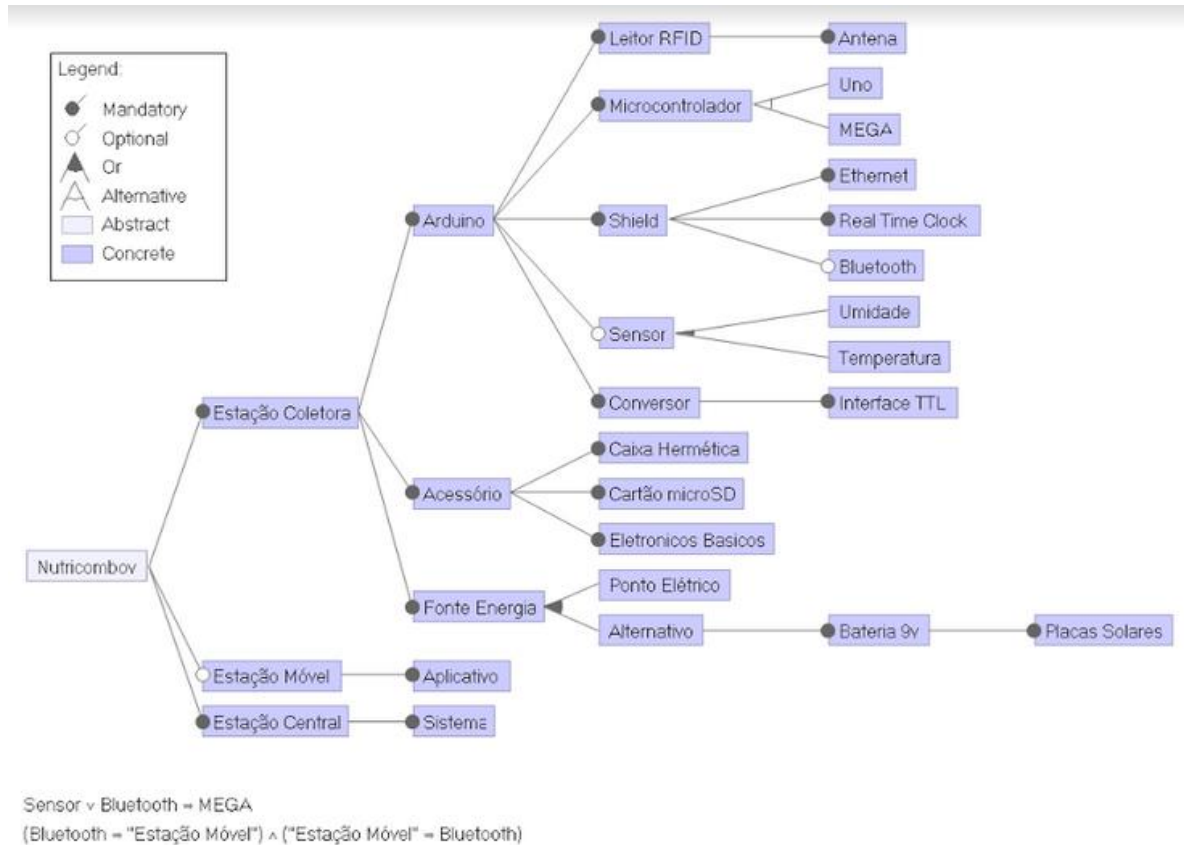 Legend:
Mandatory
Optional
Or
Alternative
Abstract
Concrete
Nutricombov
Estação Coletora
Arduino
Leitor RFID
Antena
Microcontrolador
Uno
MEGA
Shield
Ethernet
Real Time Clock
Bluetooth
Sensor
Umidade
Temperatura
Conversor
Interface TTL
Acessório
Caixa Hermética
Cartão microSD
Eletronicos Basicos
Fonte Energia
Ponto Elétrico
Alternativo
Bateria 9v
Placas Solares
Estação Móvel
Aplicativo
Estação Central
Sistema
Sensor ∨ Bluetooth ⇒ MEGA
(Bluetooth ⇒ "Estação Móvel") ∧ ("Estação Móvel" ⇒ Bluetooth)